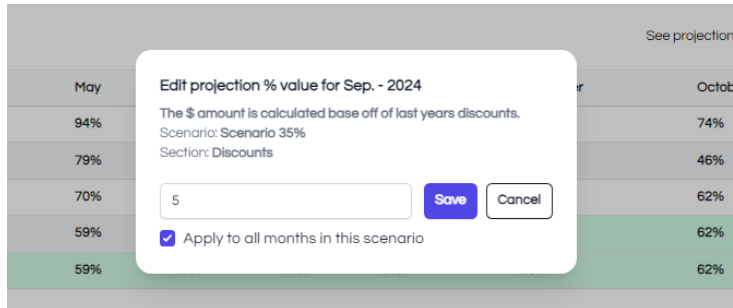 See projection
May
Octob
Edit projection % value for Sep. - 2024
The $ amount is calculated base off of last years discounts.
Scenario: Scenario 35%
Section: Discounts
5
Save
Cancel
Apply to all months in this scenario
94%
74%
79%
46%
70%
62%
59%
62%
59%
62%